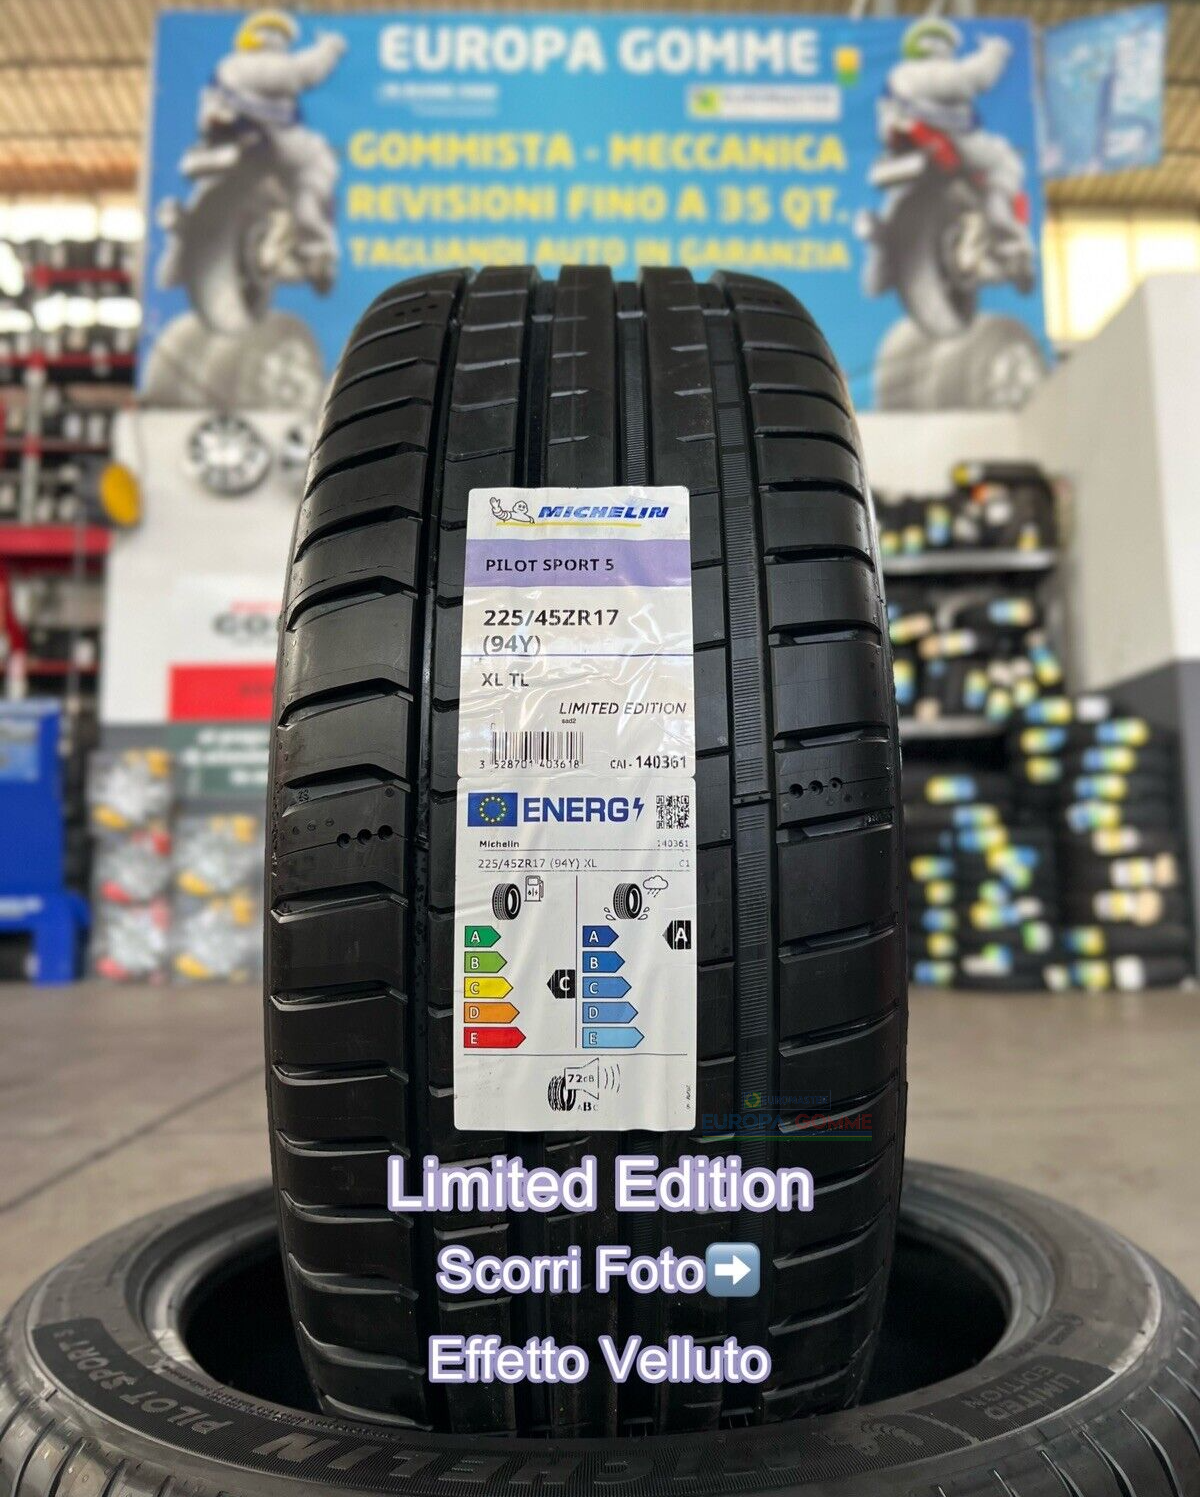 EUROPA GOMME
GOMMISTA - MECCANICA
REVISIONI FINO A 35 QT.
TAGLIANDI AUTO IN GARANZIA
MICHELIN
PILOT SPORT 5
225/45ZR17
(94Y)
XL TL
LIMITED EDITION
sad2
3 528701 403618
CAI - 140361
ENERG
Michelin 140361
225/45ZR17 (94Y) XL C1
A A A
B B
C C C
D D
E E
72dB
ABC
EUROMASTER
EUROPA GOMME
Limited Edition
Scorri Foto➡
Effetto Velluto
MICHELIN PILOT SPORT 5
LIMITED
EDITION